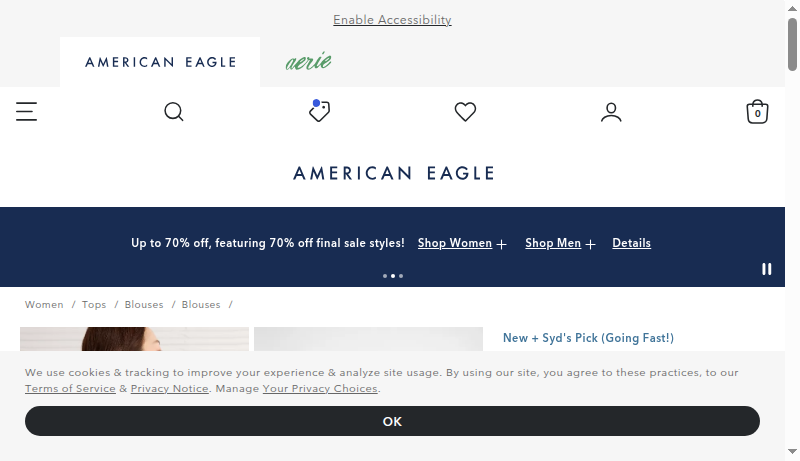 Enable Accessibility
AMERICAN EAGLE
aerie
0
AMERICAN EAGLE
Up to 70% off, featuring 70% off final sale styles! Shop Women + Shop Men + Details
Women / Tops / Blouses / Blouses /
New + Syd's Pick (Going Fast!)
We use cookies & tracking to improve your experience & analyze site usage. By using our site, you agree to these practices, to our
Terms of Service & Privacy Notice. Manage Your Privacy Choices.
OK